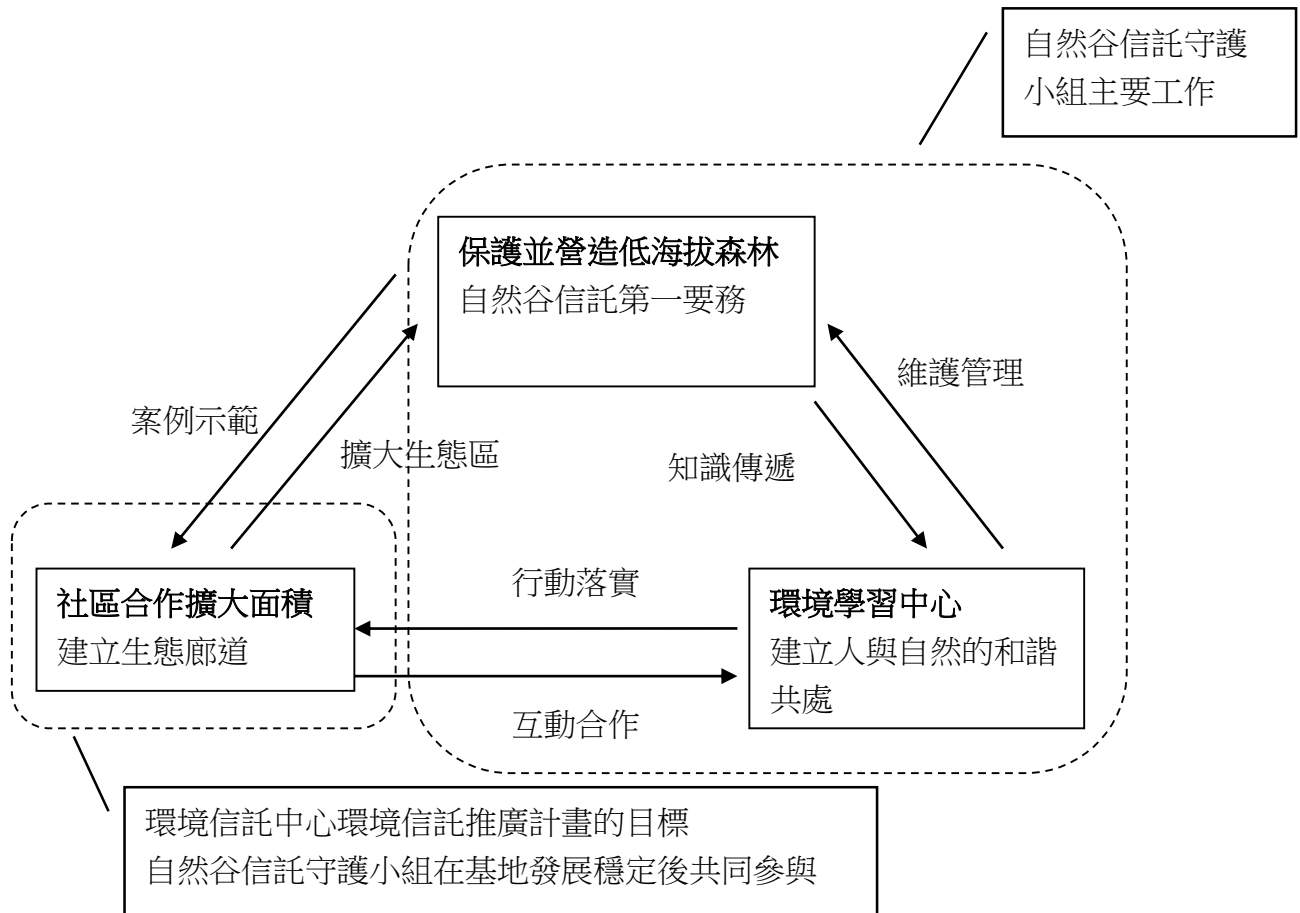 自然谷信託守護
小組主要工作
保護並營造低海拔森林
自然谷信託第一要務
維護管理
案例示範
擴大生態區
知識傳遞
行動落實
社區合作擴大面積
建立生態廊道
環境學習中心
建立人與自然的和諧
共處
互動合作
環境信託中心環境信託推廣計畫的目標
自然谷信託守護小組在基地發展穩定後共同參與